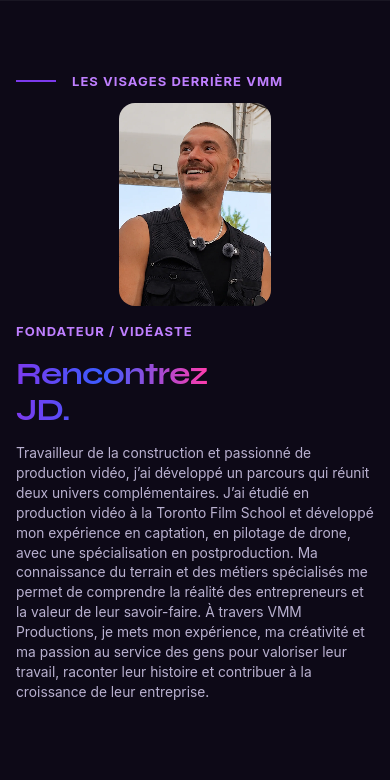 LES VISAGES DERRIÈRE VMM
FONDATEUR / VIDÉASTE
Rencontrez
JD.
Travailleur de la construction et passionné de
production vidéo, j’ai développé un parcours qui réunit
deux univers complémentaires. J’ai étudié en
production vidéo à la Toronto Film School et développé
mon expérience en captation, en pilotage de drone,
avec une spécialisation en postproduction. Ma
connaissance du terrain et des métiers spécialisés me
permet de comprendre la réalité des entrepreneurs et
la valeur de leur savoir-faire. À travers VMM
Productions, je mets mon expérience, ma créativité et
ma passion au service des gens pour valoriser leur
travail, raconter leur histoire et contribuer à la
croissance de leur entreprise.